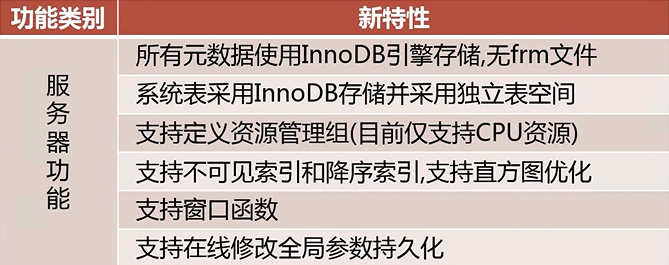 功能类别 新特性
所有元数据使用InnoDB引擎存储,无frm文件
系统表采用InnoDB存储并采用独立表空间
支持定义资源管理组(目前仅支持CPU资源)
服务器功能
支持不可见索引和降序索引,支持直方图优化
支持窗口函数
支持在线修改全局参数持久化